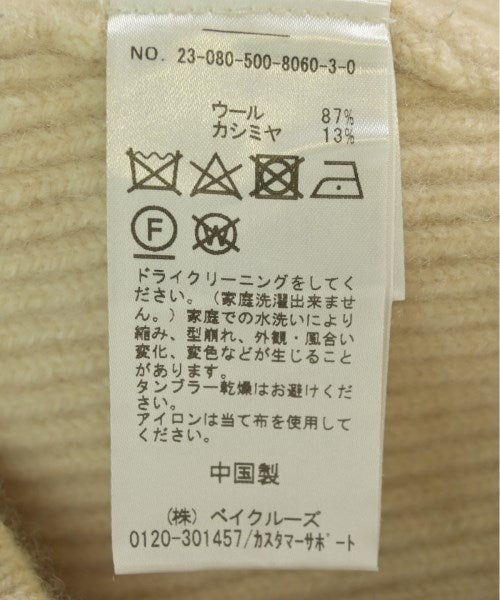 NO. 23-080-500-8060-3-0
ウール 87%
カシミヤ 13%
F
W
ドライクリーニングをしてく
ださい。（家庭洗濯出来ませ
ん。）家庭での水洗いにより
縮み、型崩れ、外観・風合い
変化、変色などが生じること
があります。
タンブラー乾燥はお避けくだ
さい。
アイロンは当て布を使用して
ください。
中国製
（株）ベイクルーズ
0120-301457/ｶｽﾀﾏｰｻﾎﾟｰﾄ